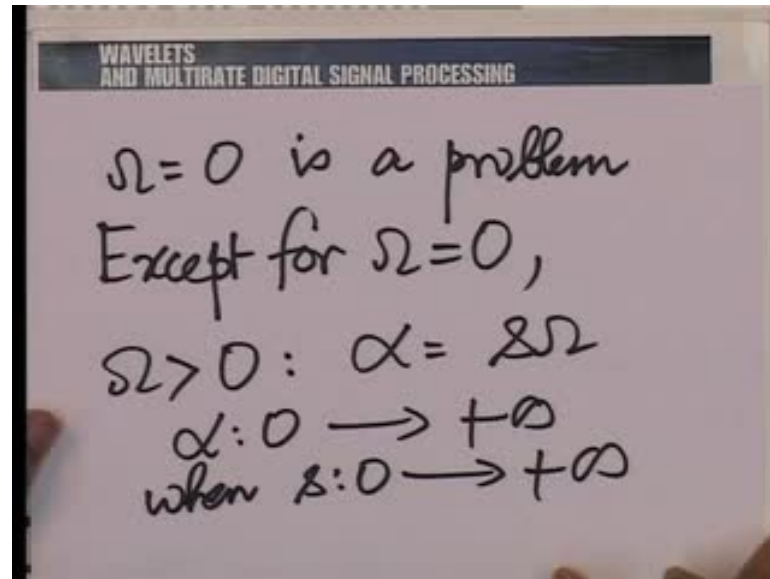 WAVELETS
AND MULTIRATE DIGITAL SIGNAL PROCESSING
Ω = 0 is a problem
Except for Ω = 0,
Ω > 0 : α = sΩ
α : 0 → +∞
when s : 0 → +∞